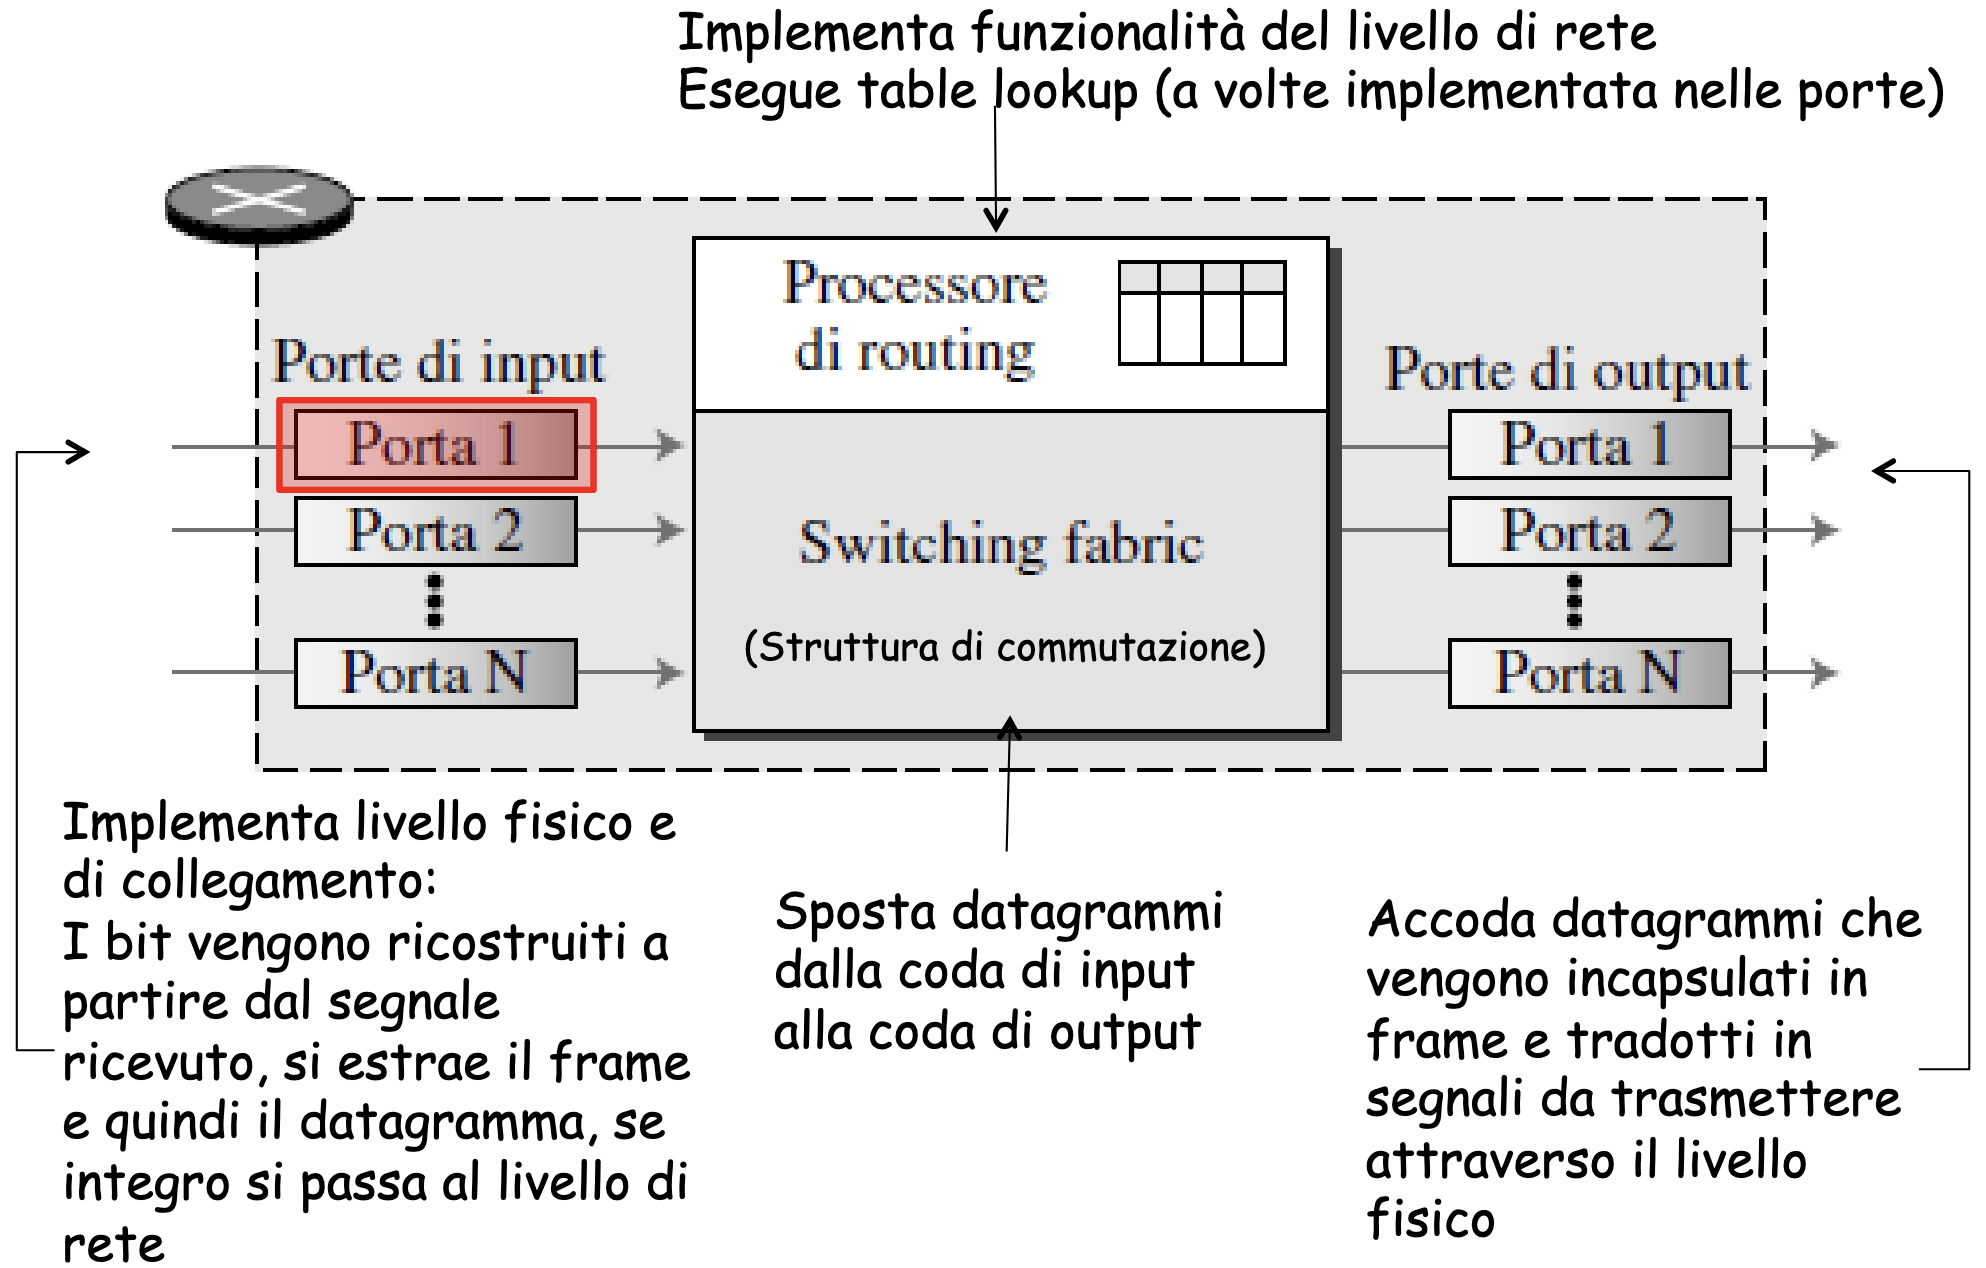 Implementa funzionalità del livello di rete
Esegue table lookup (a volte implementata nelle porte)
Processore
di routing
Porte di input
Porta 1
Porta 2
Porta N
Switching fabric
(Struttura di commutazione)
Porte di output
Porta 1
Porta 2
Porta N
Implementa livello fisico e
di collegamento:
I bit vengono ricostruiti a
partire dal segnale
ricevuto, si estrae il frame
e quindi il datagramma, se
integro si passa al livello di
rete
Sposta datagrammi
dalla coda di input
alla coda di output
Accoda datagrammi che
vengono incapsulati in
frame e tradotti in
segnali da trasmettere
attraverso il livello
fisico